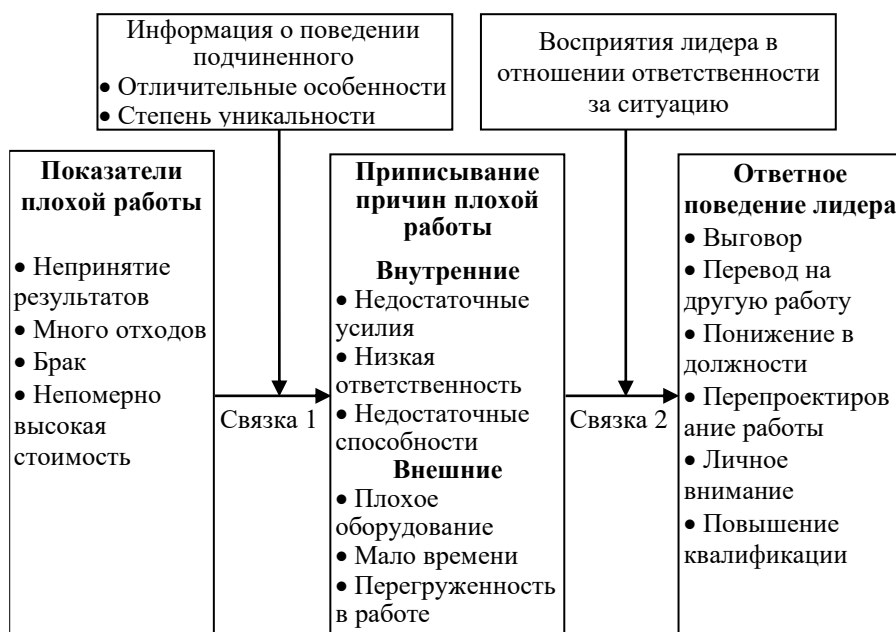 Информация о поведении
подчиненного
• Отличительные особенности
• Степень уникальности
Восприятия лидера в
отношении ответственности
за ситуацию
Показатели
плохой работы
• Непринятие
результатов
• Много отходов
• Брак
• Непомерно
высокая
стоимость
Связка 1
Приписывание
причин плохой
работы
Внутренние
• Недостаточные
усилия
• Низкая
ответственность
• Недостаточные
способности
Внешние
• Плохое
оборудование
• Мало времени
• Перегруженность
в работе
Связка 2
Ответное
поведение лидера
• Выговор
• Перевод на
другую работу
• Понижение в
должности
• Перепроектиров
ание работы
• Личное
внимание
• Повышение
квалификации